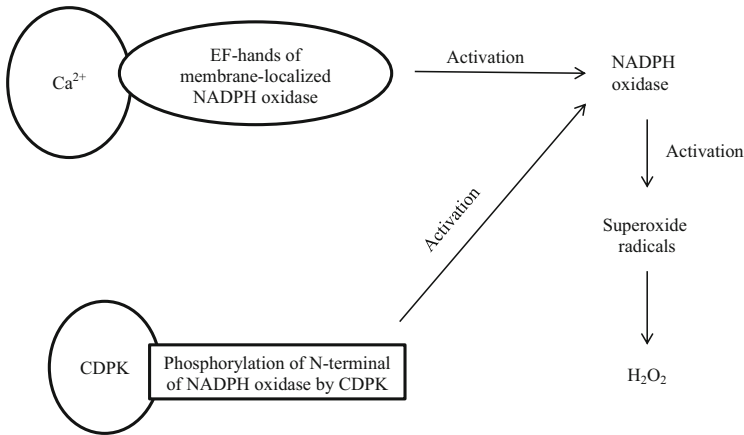 Ca²⁺
EF-hands of
membrane-localized
NADPH oxidase
Activation
NADPH
oxidase
Activation
Activation
Superoxide
radicals
CDPK
Phosphorylation of N-terminal
of NADPH oxidase by CDPK
H₂O₂